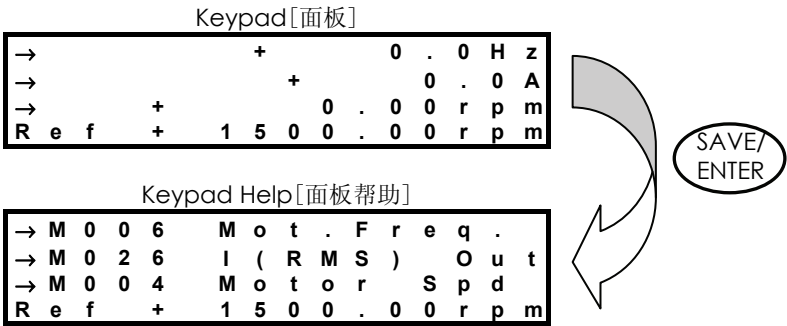 Keypad[面板]
→ + 0.0Hz
→ + 0.0A
→ + 0.00rpm
Ref + 1500.00rpm
SAVE/
ENTER
Keypad Help[面板帮助]
→M006 Mot.Freq.
→M026 I(RMS) Out
→M004 Motor Spd
Ref + 1500.00rpm